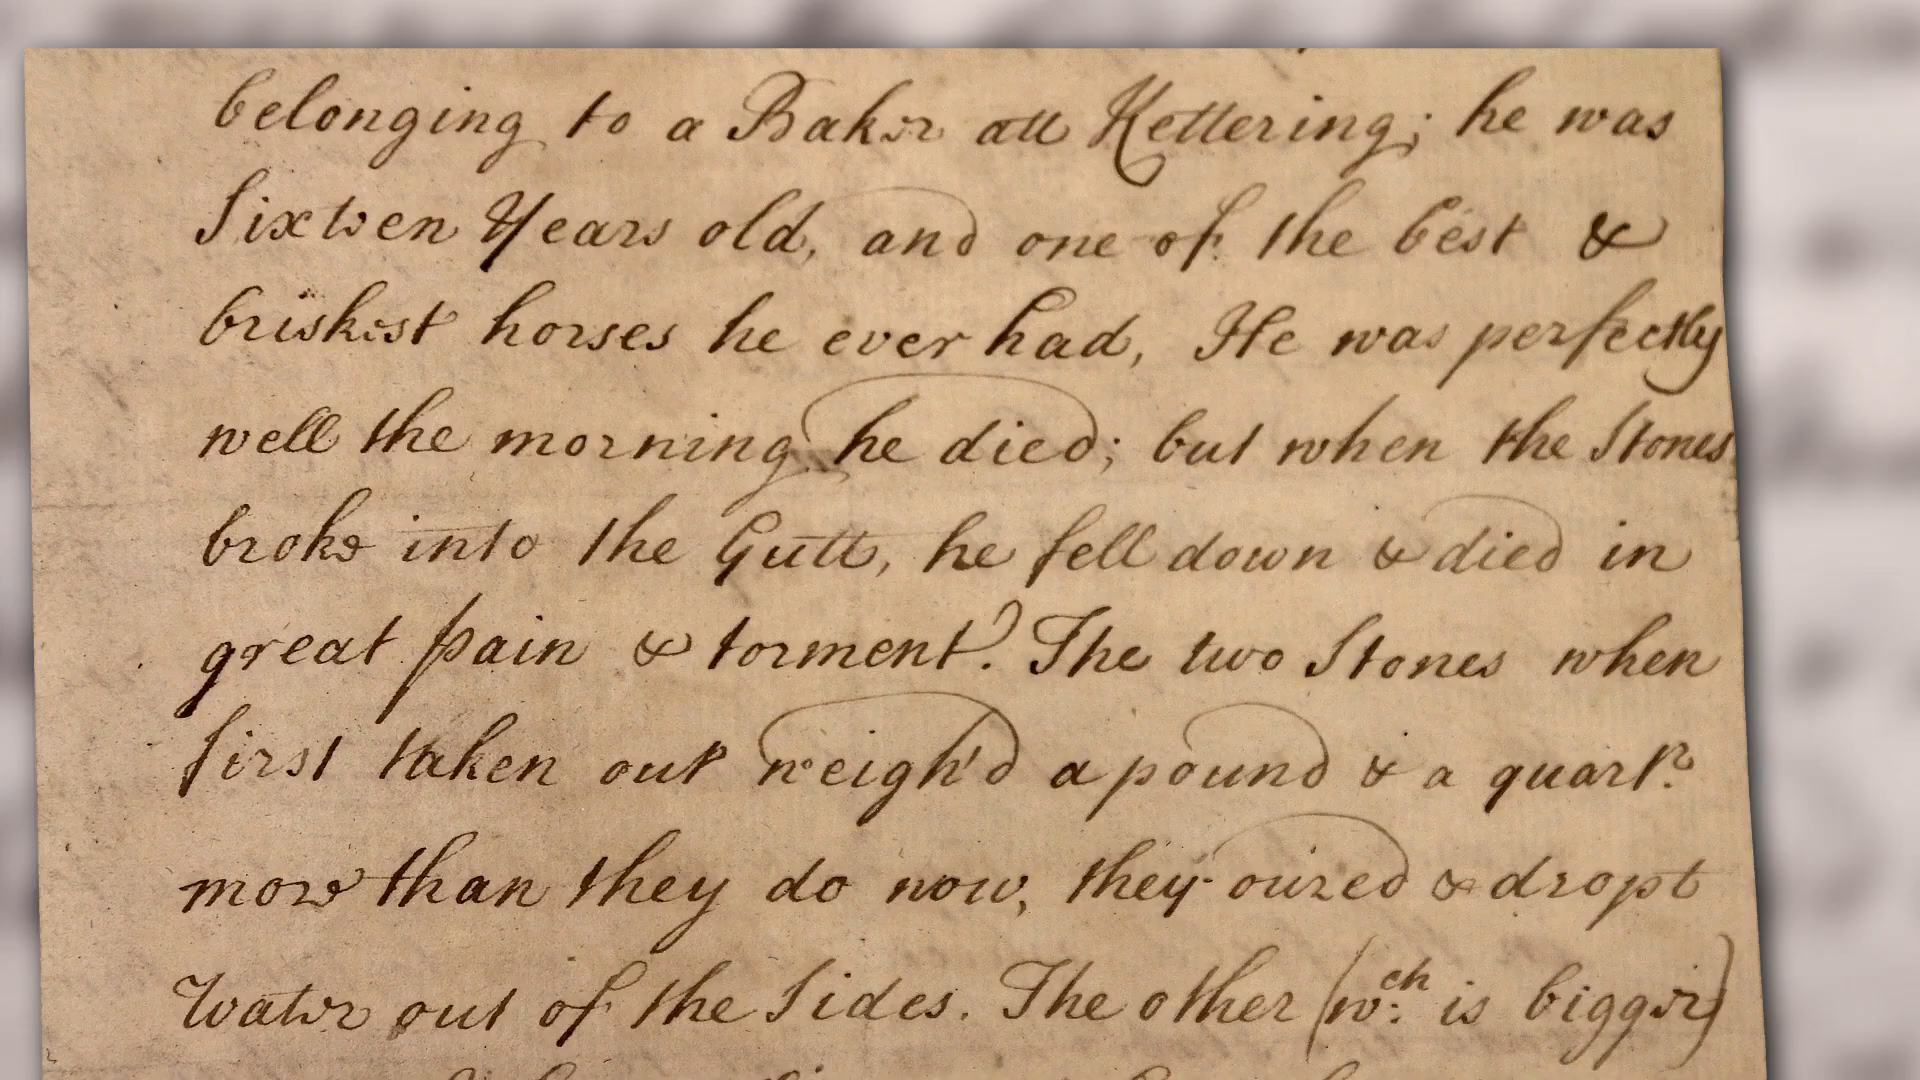 belonging to a Baker att Kettering; he was
Sixteen Years old, and one of the best &
briskest horses he ever had, He was perfectly
well the morning he died; but when the Stones
broke into the Gutt, he fell down & died in
great pain & torment. The two Stones when
first taken out weigh'd a pound & a quart.r
more than they do now, they ouzed & dropt
Water out of the Sides. The other (w:ch is bigger)